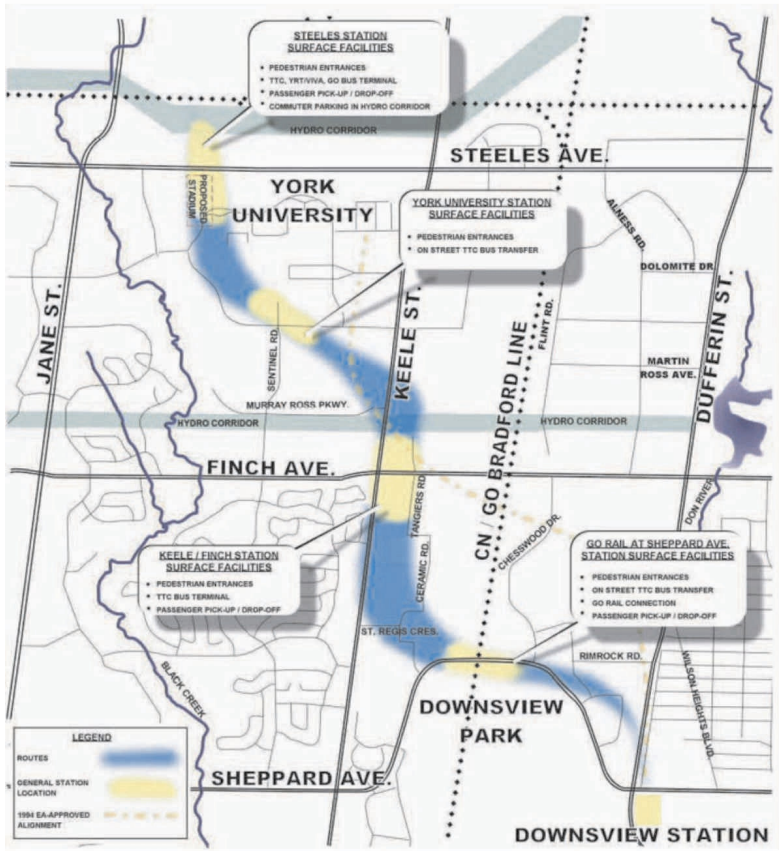 STEELES STATION
SURFACE FACILITIES
• PEDESTRIAN ENTRANCES
• TTC, YRT/VIVA, GO BUS TERMINAL
• PASSENGER PICK-UP / DROP-OFF
COMMUTER PARKING IN HYDRO CORRIDOR
HYDRO CORRIDOR
STEELES AVE.
PROPOSED
STADIUM
YORK
UNIVERSITY
YORK UNIVERSITY STATION
SURFACE FACILITIES
• PEDESTRIAN ENTRANCES
• ON STREET TTC BUS TRANSFER
ALNESS RD.
DOLOMITE DR.
JANE ST.
KEELE ST.
FLINT RD.
DUFFERIN ST.
SENTINEL RD.
MARTIN
ROSS AVE.
CN / GO BRADFORD LINE
MURRAY ROSS PKWY.
HYDRO CORRIDOR
HYDRO CORRIDOR
FINCH AVE.
TANGIERS RD
DON RIVER
CHESSWOOD DR.
KEELE / FINCH STATION
SURFACE FACILITIES
• PEDESTRIAN ENTRANCES
• TTC BUS TERMINAL
• PASSENGER PICK-UP / DROP-OFF
CERAMIC RD.
GO RAIL AT SHEPPARD AVE.
STATION SURFACE FACILITIES
• PEDESTRIAN ENTRANCES
• ON STREET TTC BUS TRANSFER
• GO RAIL CONNECTION
• PASSENGER PICK-UP / DROP-OFF
ST. REGIS CRES.
RIMROCK RD.
WILSON HEIGHTS BLVD.
BLACK CREEK
DOWNSVIEW
PARK
LEGEND
ROUTES
GENERAL STATION
LOCATION
1994 EA-APPROVED
ALIGNMENT
SHEPPARD AVE.
DOWNSVIEW STATION